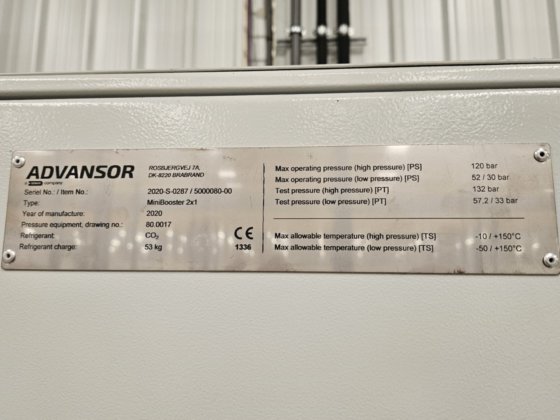 ADVANSOR
ROSBJERGVEJ 7A,
DK-8220 BRABRAND
Seriel No.: / Item No.: 2020-S-0287 / 5000080-00
Type: MiniBooster 2x1
Year of manufacture: 2020
Pressure equipment, drawing no.: 80.0017
Refrigerant: CO₂
Refrigerant charge: 53 kg
CE
1336
Max operating pressure (high pressure) [PS] 120 bar
Max operating pressure (low pressure) [PS] 52 / 30 bar
Test pressure (high pressure) [PT] 132 bar
Test pressure (low pressure) [PT] 57.2 / 33 bar
Max allowable temperature (high pressure) [TS] -10 / +150°C
Max allowable temperature (low pressure) [TS] -50 / +150°C